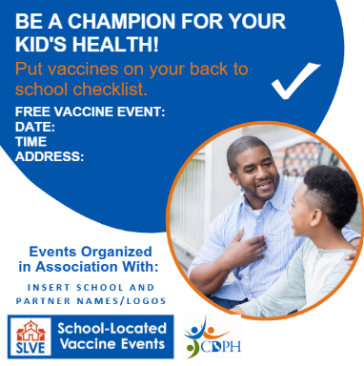 BE A CHAMPION FOR YOUR
KID'S HEALTH!
Put vaccines on your back to
school checklist.
FREE VACCINE EVENT:
DATE:
TIME
ADDRESS:
Events Organized
in Association With:
INSERT SCHOOL AND
PARTNER NAMES/LOGOS
SLVE
School-Located
Vaccine Events
CDPH